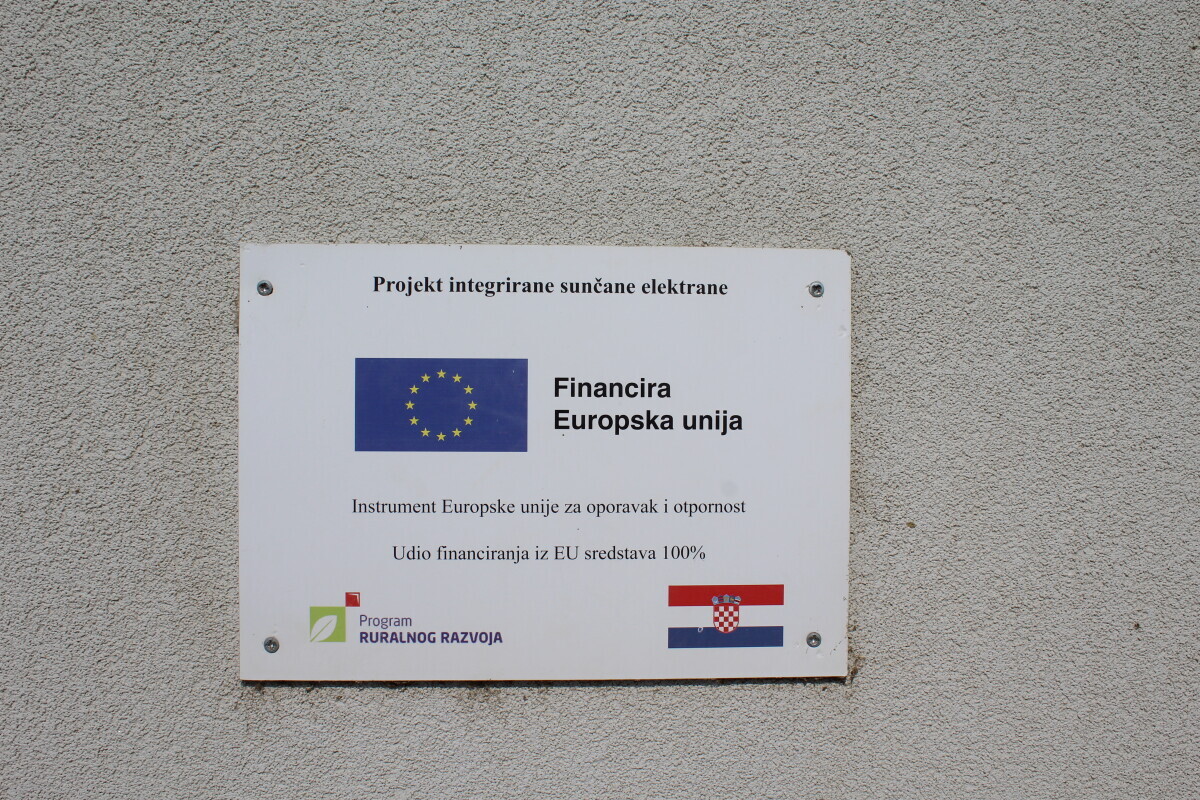 Projekt integrirane sunčane elektrane
Financira
Europska unija
Instrument Europske unije za oporavak i otpornost
Udio financiranja iz EU sredstava 100%
Program
RURALNOG RAZVOJA